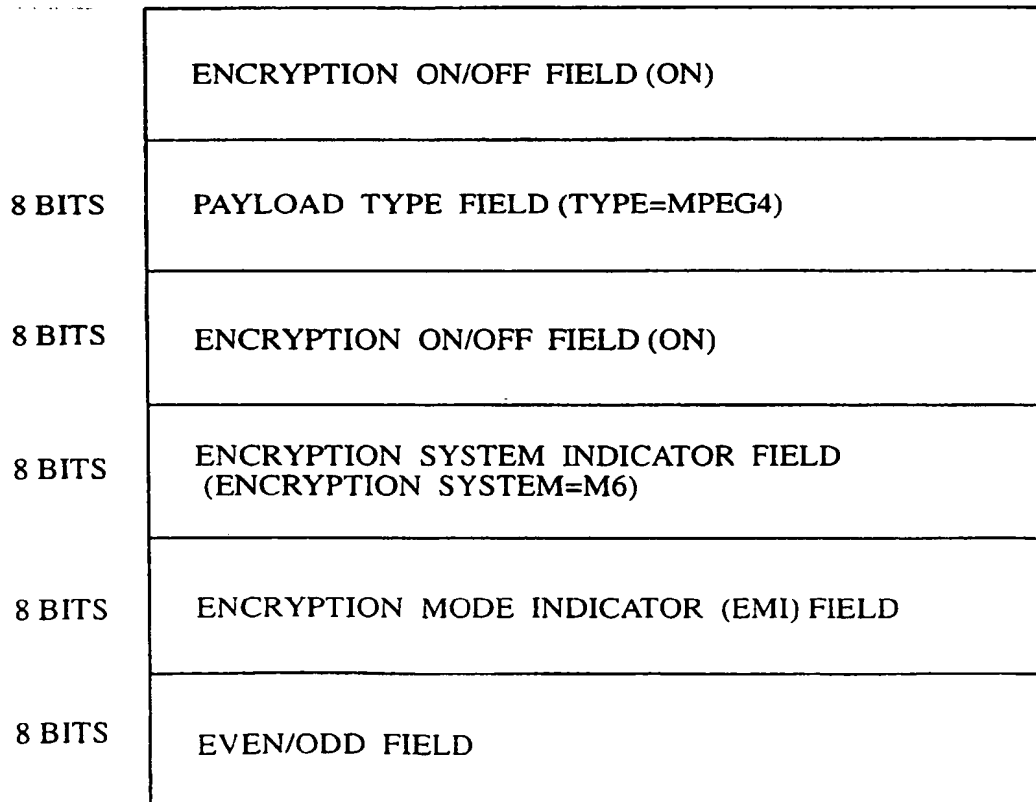 ENCRYPTION ON/OFF FIELD (ON)
8 BITS PAYLOAD TYPE FIELD (TYPE=MPEG4)
8 BITS ENCRYPTION ON/OFF FIELD (ON)
8 BITS ENCRYPTION SYSTEM INDICATOR FIELD
(ENCRYPTION SYSTEM=M6)
8 BITS ENCRYPTION MODE INDICATOR (EMI) FIELD
8 BITS EVEN/ODD FIELD